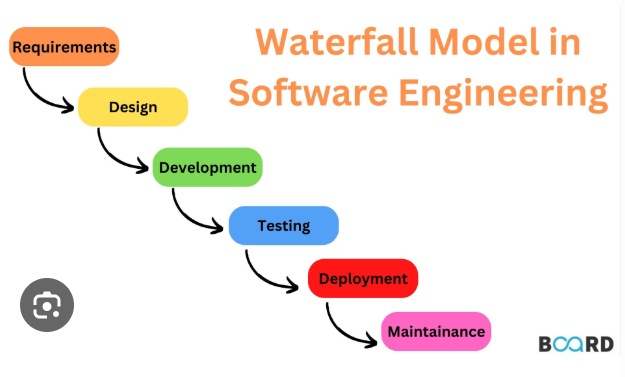 Waterfall Model in
Software Engineering
Requirements
Design
Development
Testing
Deployment
Maintainance
BOARD